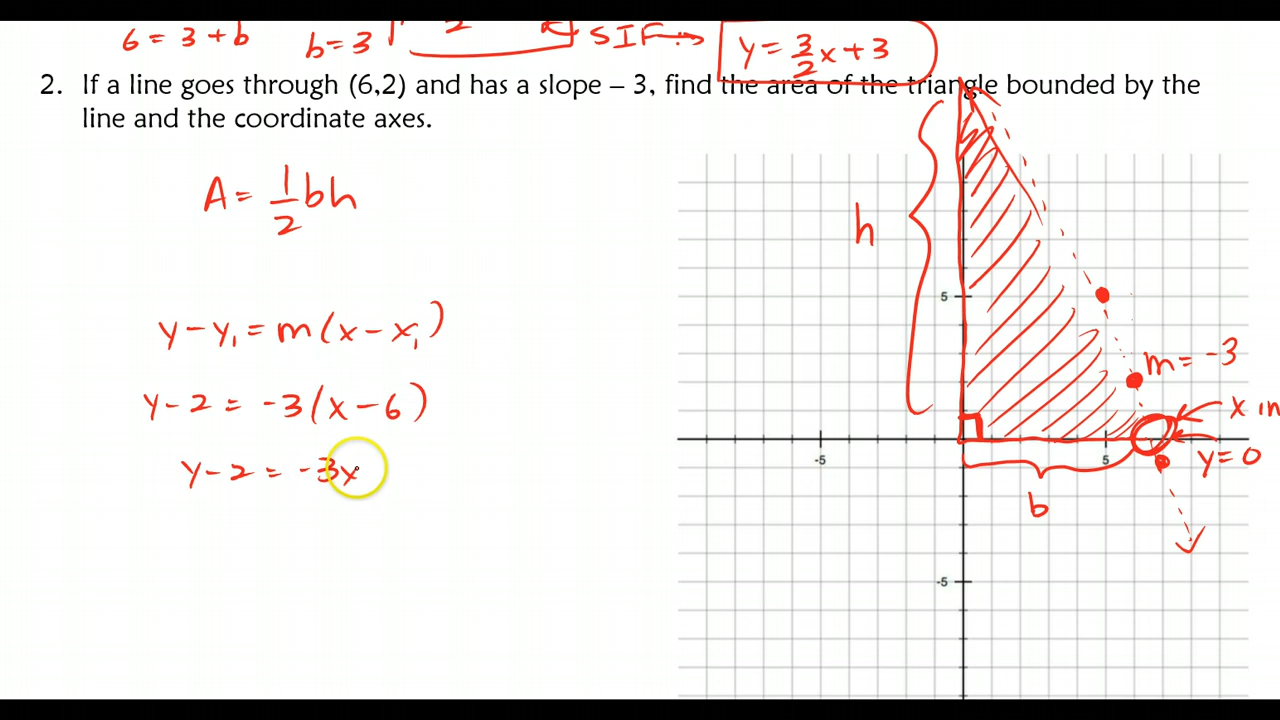 6 = 3 + b b = 3 2 SIF → y = 3/2 x + 3
2. If a line goes through (6,2) and has a slope – 3, find the area of the triangle bounded by the
line and the coordinate axes.
A = 1/2 bh
h
y - y₁ = m(x - x₁)
5
m = -3
y - 2 = -3(x - 6)
x in
-5
5
y = 0
y - 2 = -3x
b
-5